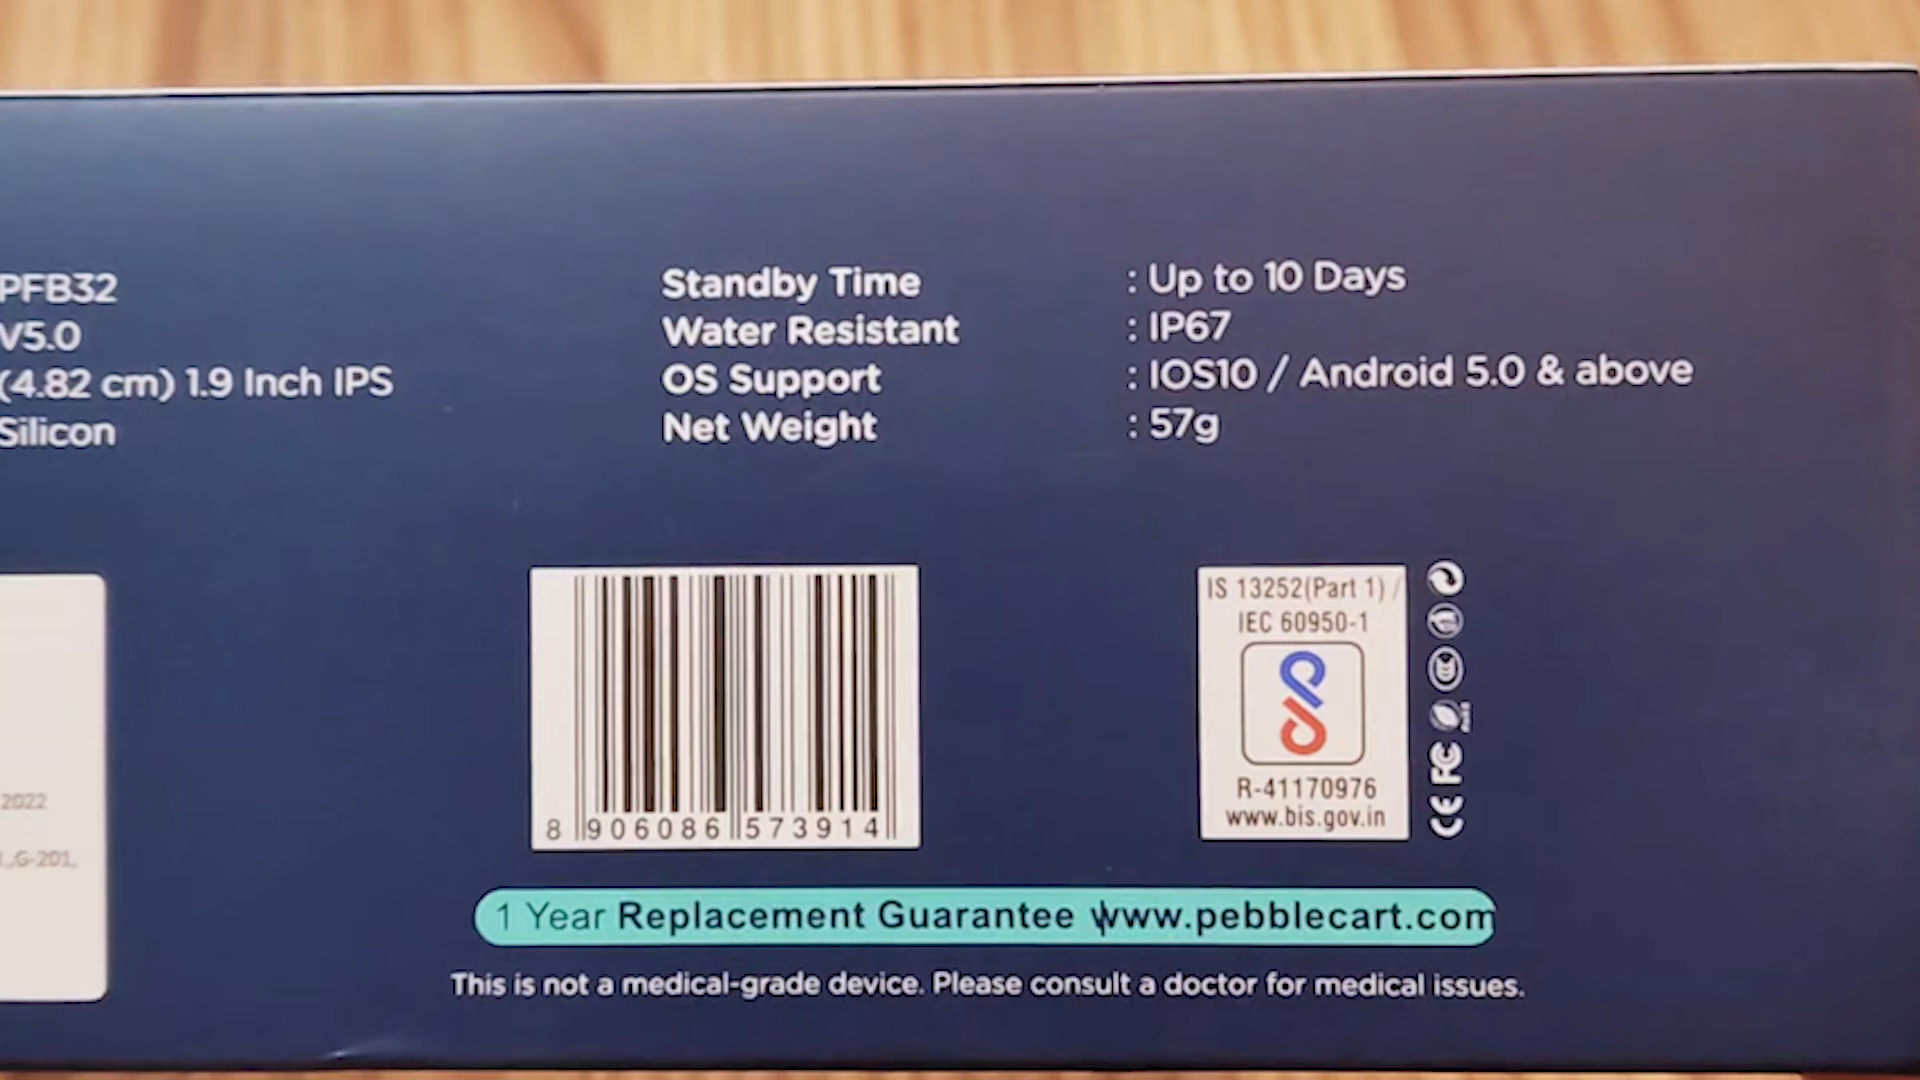 PFB32
V5.0
(4.82 cm) 1.9 Inch IPS
Silicon
Standby Time : Up to 10 Days
Water Resistant : IP67
OS Support : IOS10 / Android 5.0 & above
Net Weight : 57g
2022
G-201,
8 906086 573914
IS 13252(Part 1) /
IEC 60950-1
R-41170976
www.bis.gov.in
FC
CE
1 Year Replacement Guarantee www.pebblecart.com
This is not a medical-grade device. Please consult a doctor for medical issues.